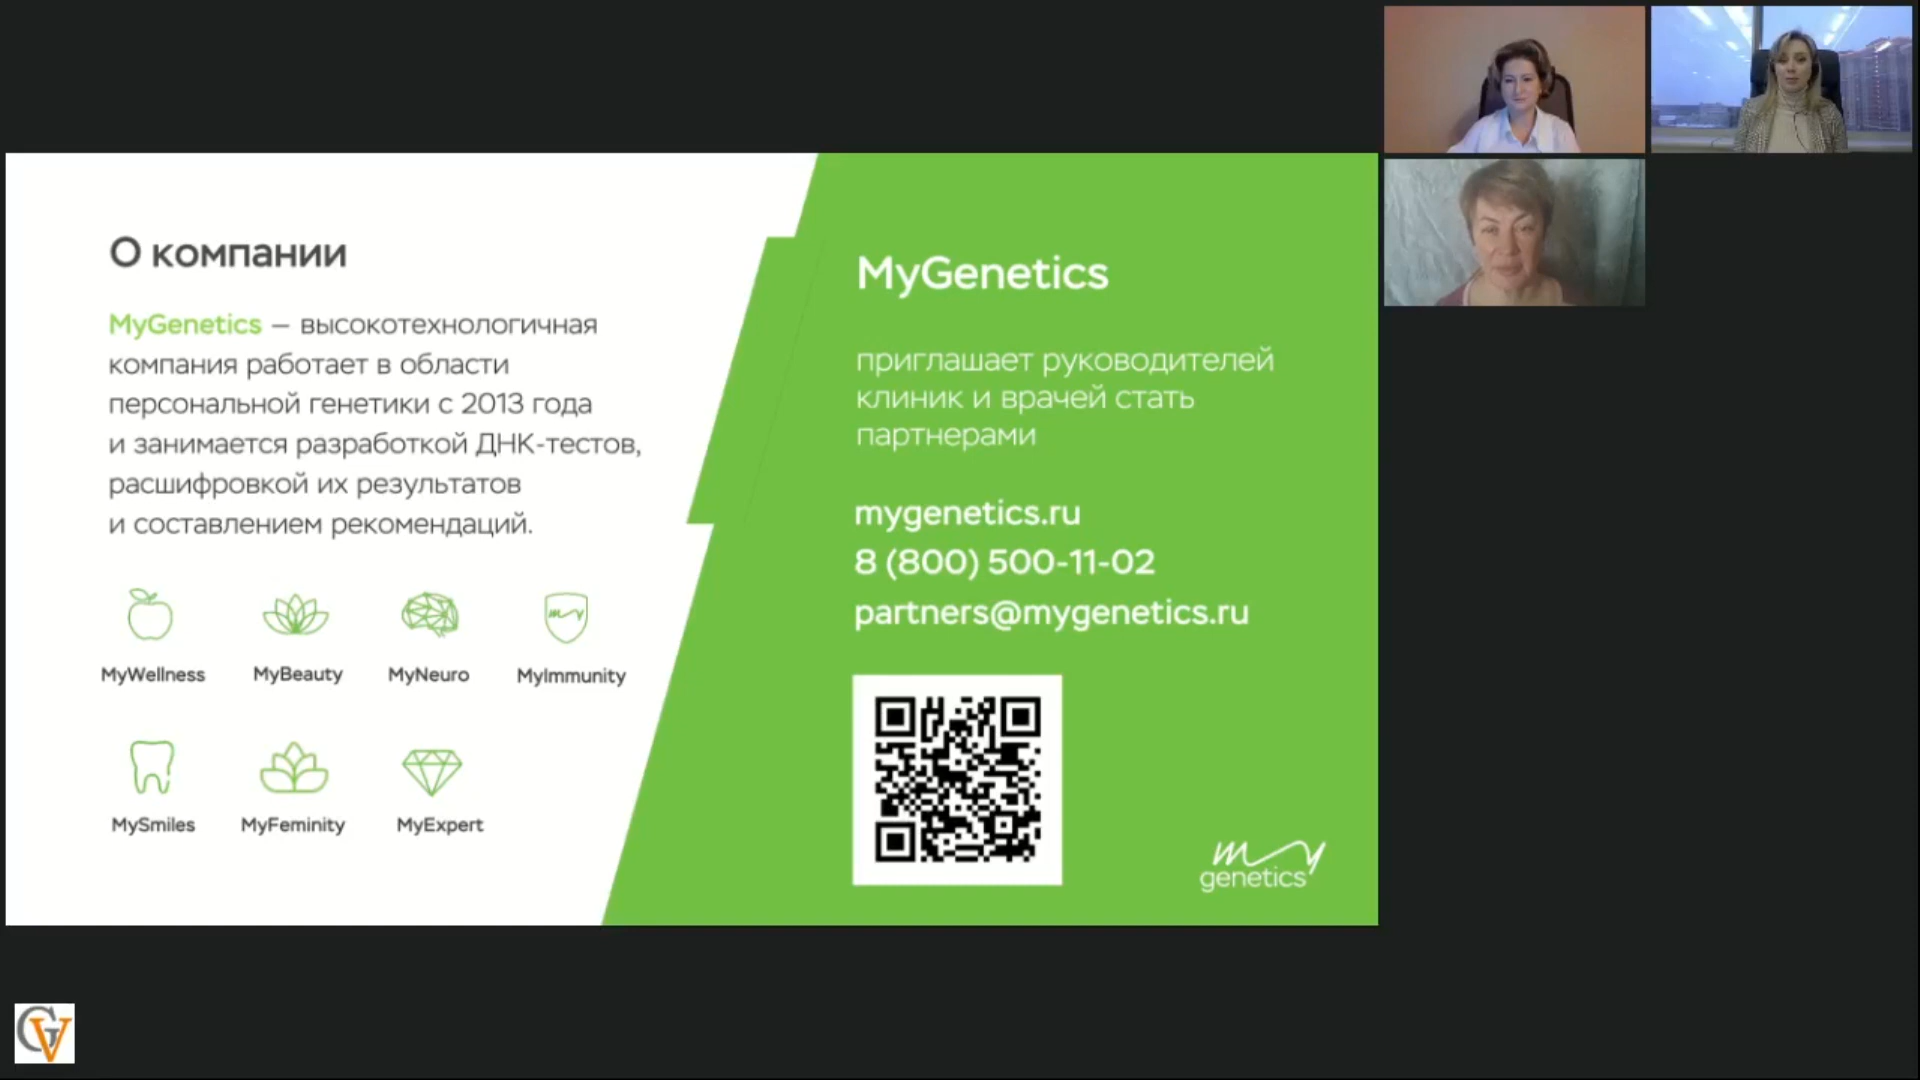 О компании
MyGenetics — высокотехнологичная
компания работает в области
персональной генетики с 2013 года
и занимается разработкой ДНК-тестов,
расшифровкой их результатов
и составлением рекомендаций.
MyWellness MyBeauty MyNeuro MyImmunity
MySmiles MyFeminity MyExpert
MyGenetics
приглашает руководителей
клиник и врачей стать
партнерами
mygenetics.ru
8 (800) 500-11-02
partners@mygenetics.ru
my
genetics
GV